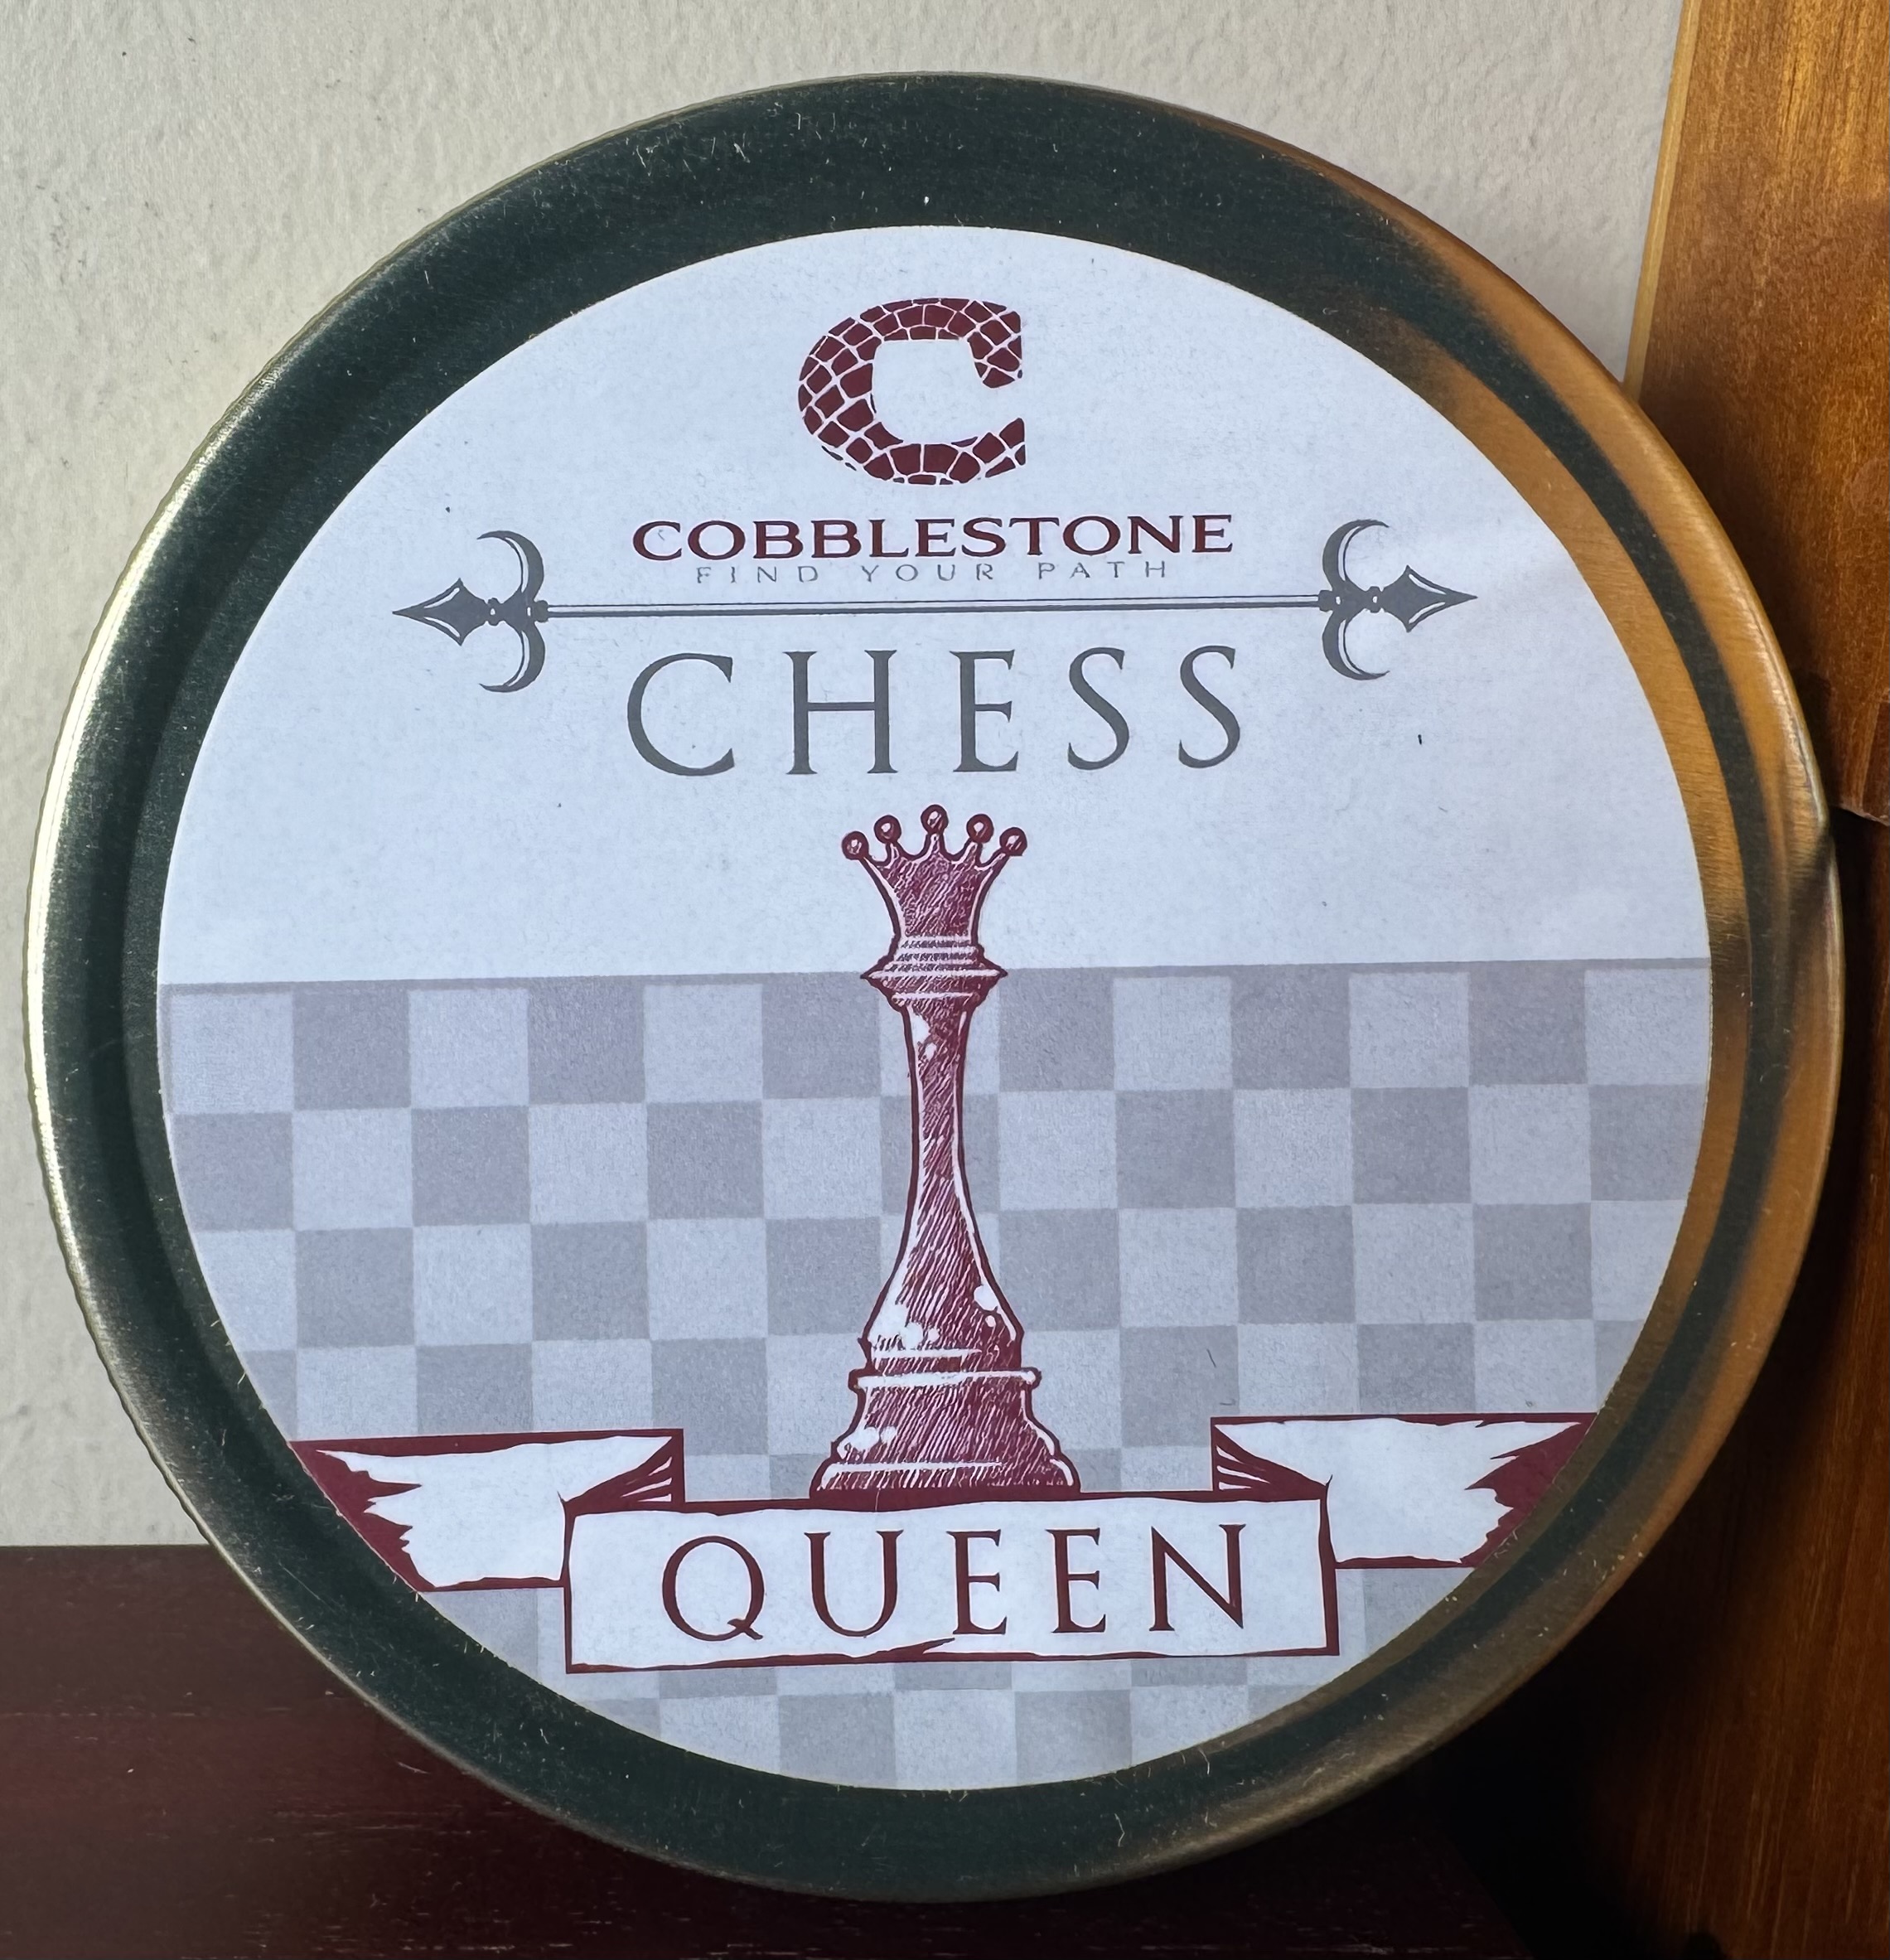 C
COBBLESTONE
FIND YOUR PATH
CHESS
QUEEN